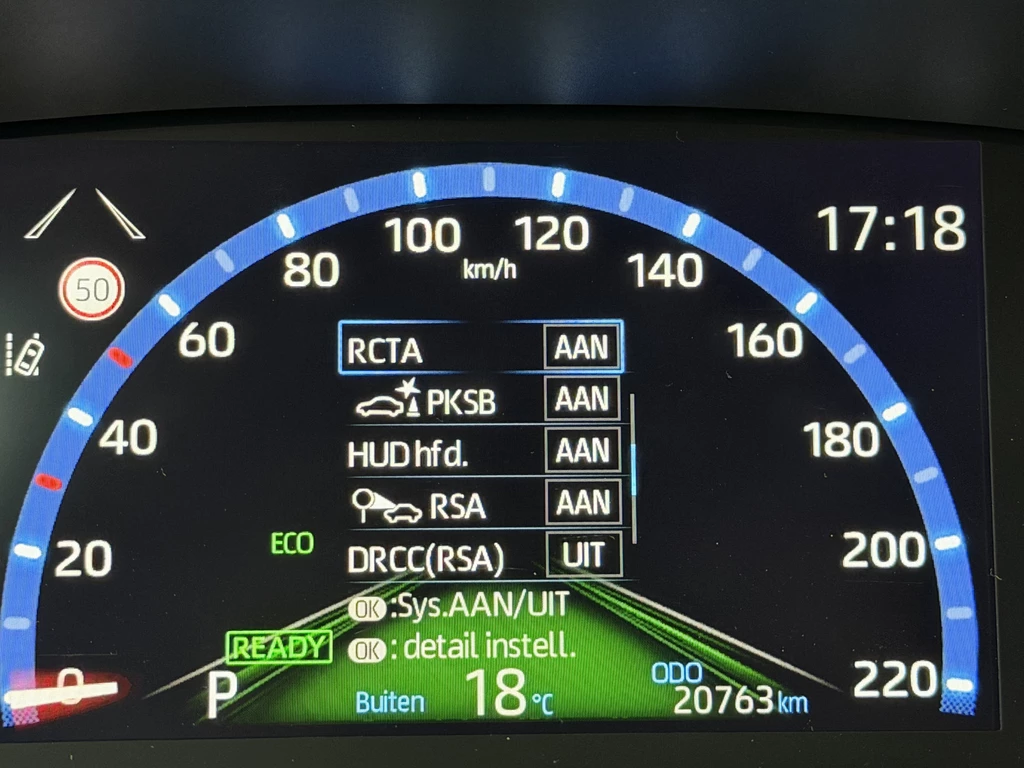 17:18
50
0
20
40
60
80
100
120
140
160
180
200
220
km/h
RCTA AAN
PKSB AAN
HUD hfd. AAN
RSA AAN
DRCC(RSA) UIT
OK:Sys.AAN/UIT
OK: detail instell.
ECO
READY
P
Buiten 18°C
ODO
20763 km